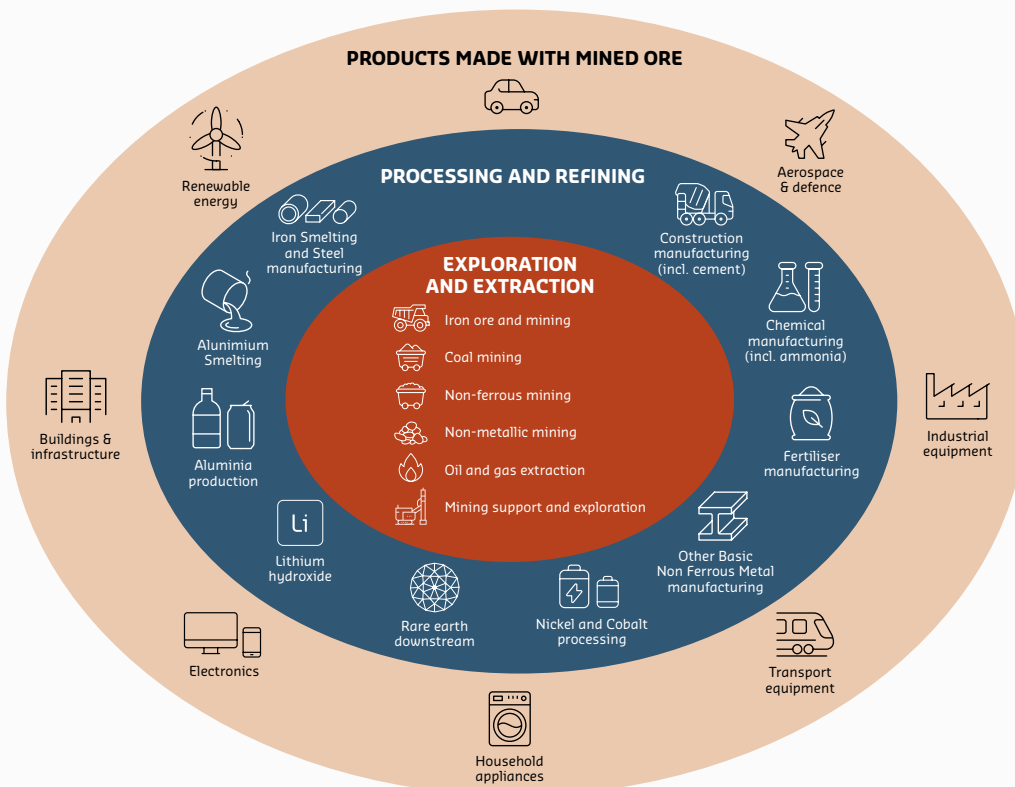 PRODUCTS MADE WITH MINED ORE
Renewable
energy
Aerospace
& defence
PROCESSING AND REFINING
Iron Smelting
and Steel
manufacturing
Construction
manufacturing
(incl. cement)
EXPLORATION
AND EXTRACTION
Iron ore and mining
Coal mining
Non-ferrous mining
Non-metallic mining
Oil and gas extraction
Mining support and exploration
Alunimium
Smelting
Chemical
manufacturing
(incl. ammonia)
Buildings &
infrastructure
Aluminia
production
Fertiliser
manufacturing
Industrial
equipment
Li
Lithium
hydroxide
Other Basic
Non Ferrous Metal
manufacturing
Rare earth
downstream
Nickel and Cobalt
processing
Electronics
Transport
equipment
Household
appliances